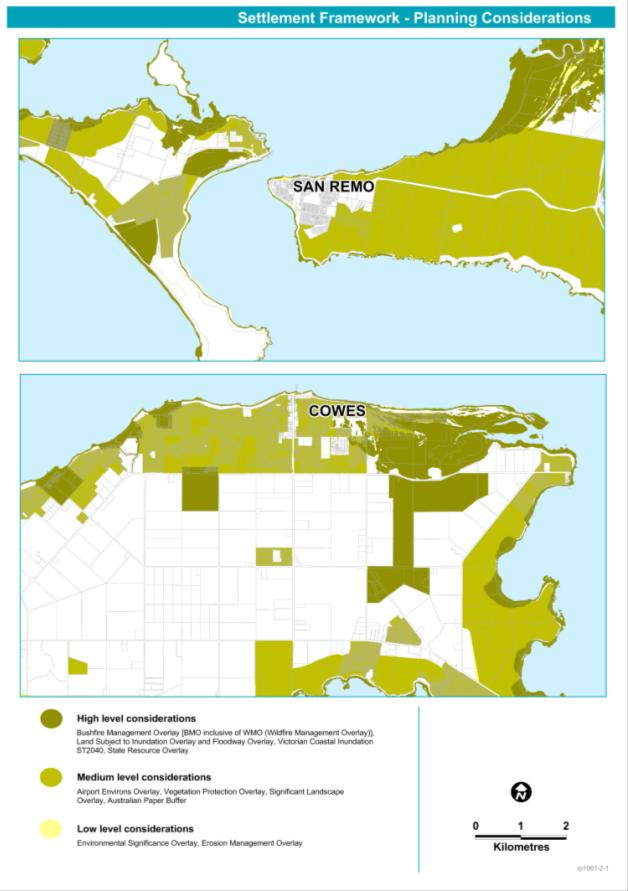 Settlement Framework - Planning Considerations
SAN REMO
COWES
High level considerations
Bushfire Management Overlay [BMO inclusive of WMO (Wildfire Management Overlay)],
Land Subject to Inundation Overlay and Floodway Overlay, Victorian Coastal Inundation
ST2040, State Resource Overlay
Medium level considerations
Airport Environs Overlay, Vegetation Protection Overlay, Significant Landscape
Overlay, Australian Paper Buffer
Low level considerations
Environmental Significance Overlay, Erosion Management Overlay
N
0 1 2
Kilometres
rp1061-2-1